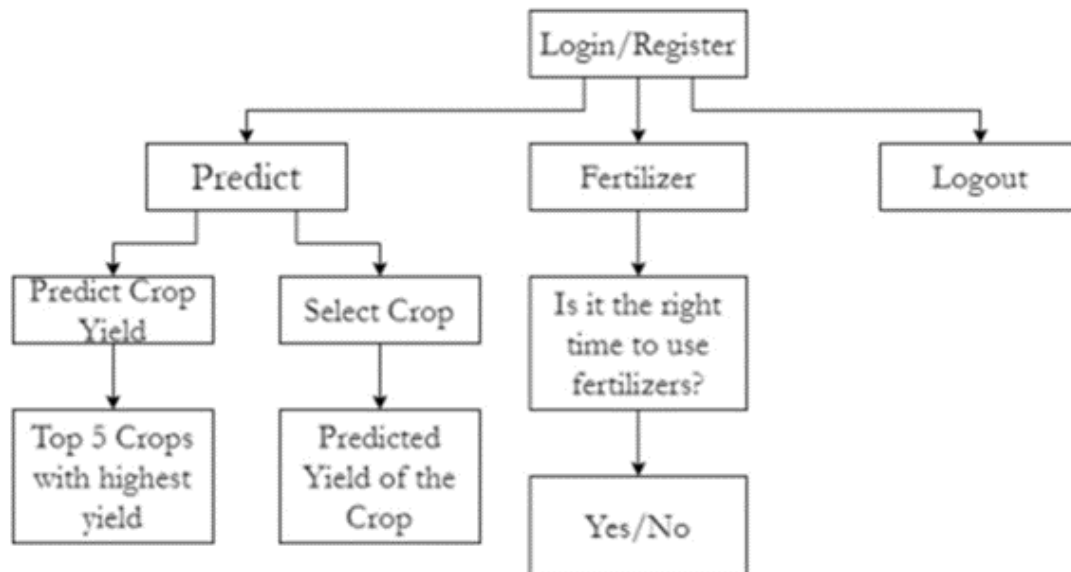 Login/Register
Predict
Fertilizer
Logout
Predict Crop
Yield
Select Crop
Is it the right
time to use
fertilizers?
Top 5 Crops
with highest
yield
Predicted
Yield of the
Crop
Yes/No